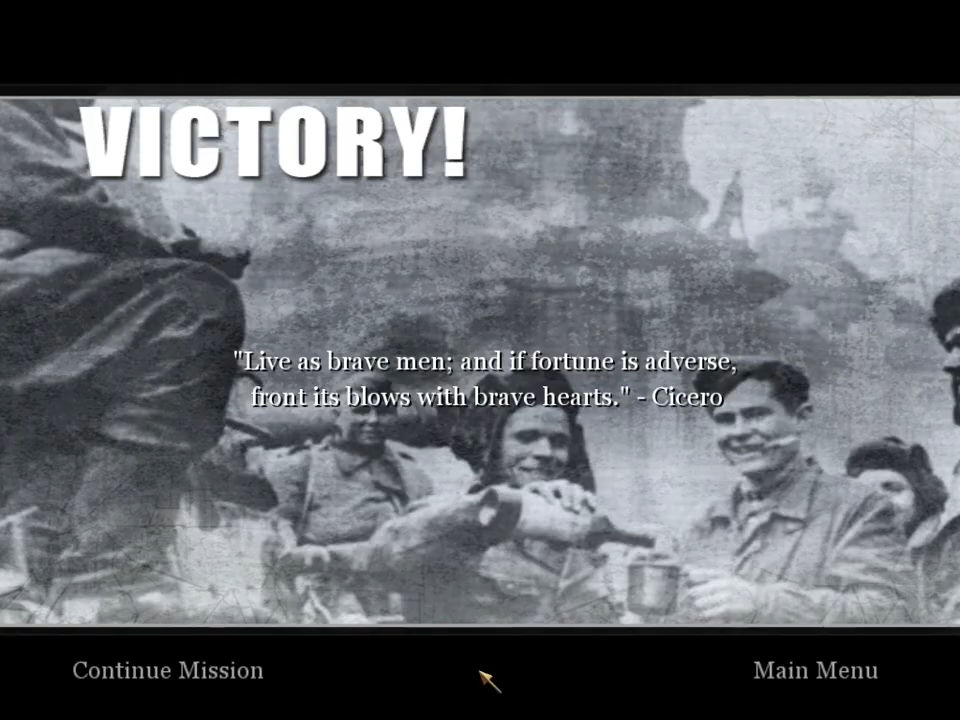 VICTORY!
"Live as brave men; and if fortune is adverse,
front its blows with brave hearts." - Cicero
Continue Mission
Main Menu